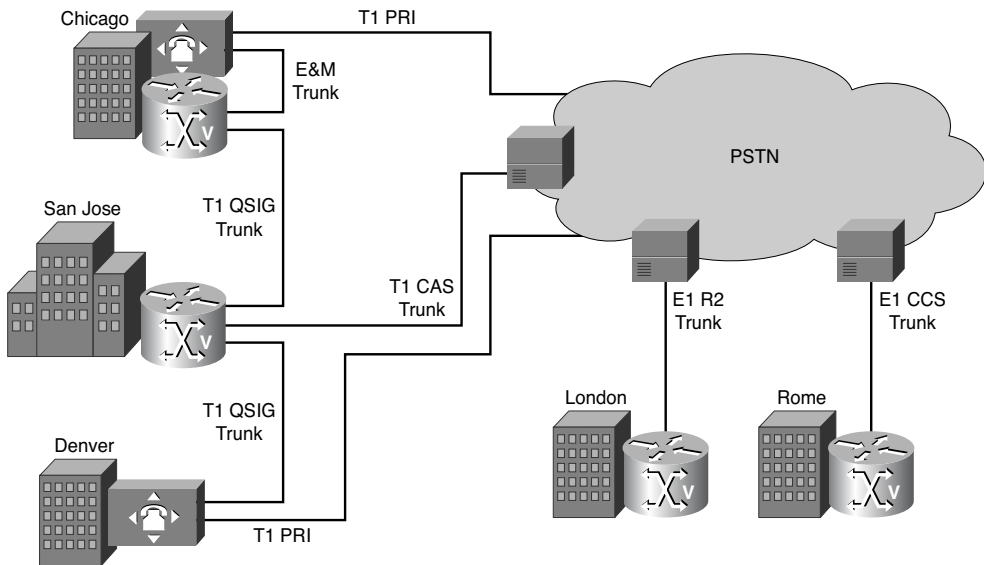 Chicago
T1 PRI
E&M
Trunk
V
PSTN
T1 QSIG
Trunk
San Jose
T1 CAS
Trunk
V
E1 R2
Trunk
E1 CCS
Trunk
T1 QSIG
Trunk
London
Rome
Denver
V
V
T1 PRI